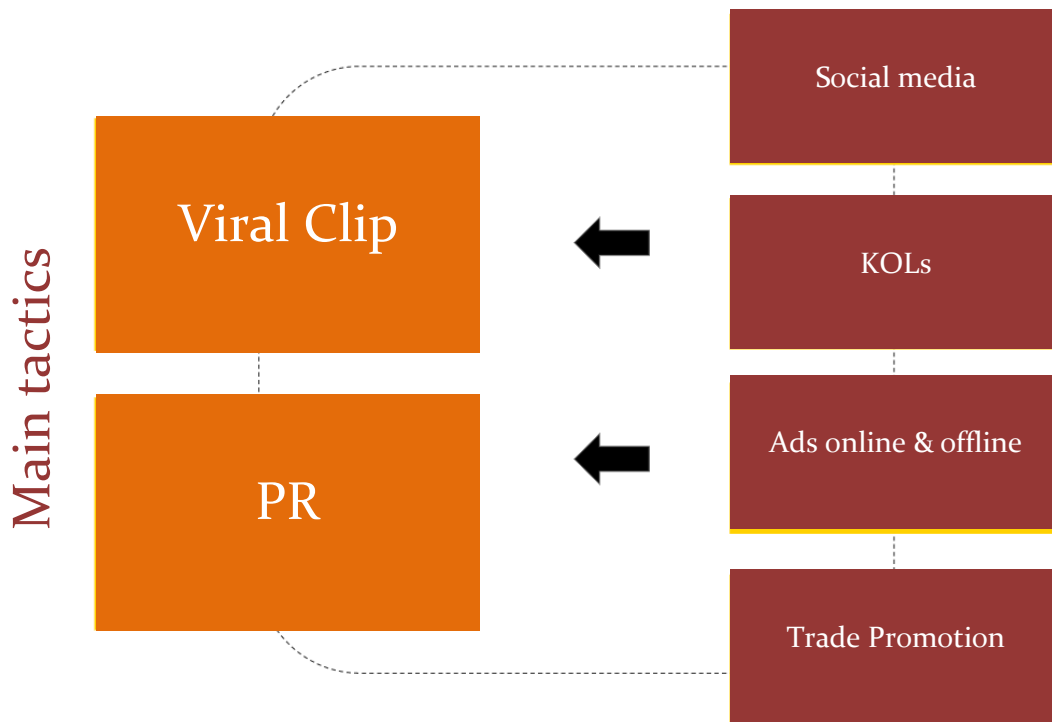 Main tactics
Viral Clip
PR
Social media
KOLs
Ads online & offline
Trade Promotion